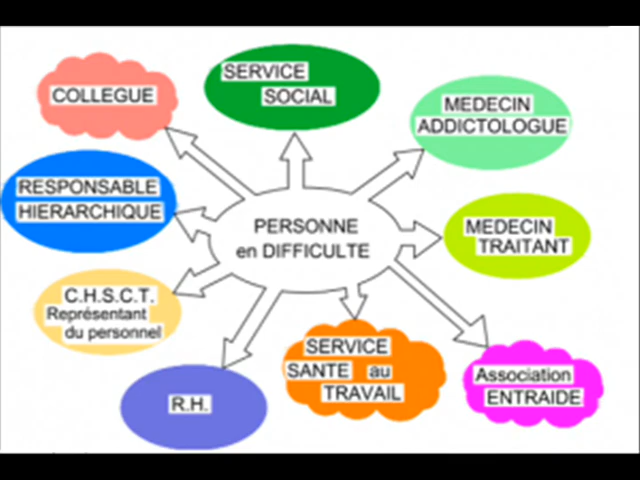 SERVICE
SOCIAL
COLLEGUE
MEDECIN
ADDICTOLOGUE
RESPONSABLE
HIERARCHIQUE
PERSONNE
en DIFFICULTE
MEDECIN
TRAITANT
C.H.S.C.T.
Représentant
du personnel
SERVICE
SANTE au
TRAVAIL
Association
ENTRAIDE
R.H.